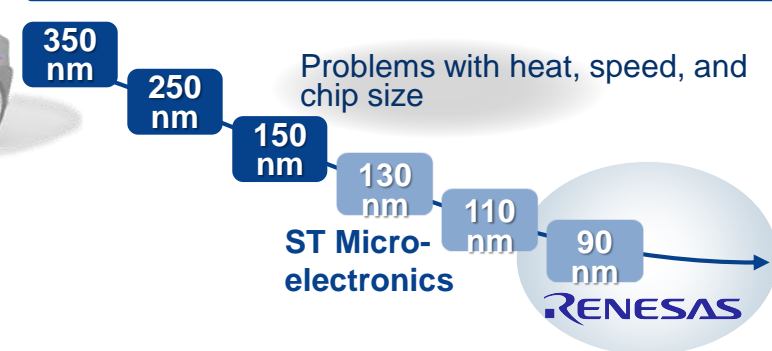 350
nm
250
nm
150
nm
130
nm
110
nm
90
nm
Problems with heat, speed, and
chip size
ST Micro-
electronics
RENESAS